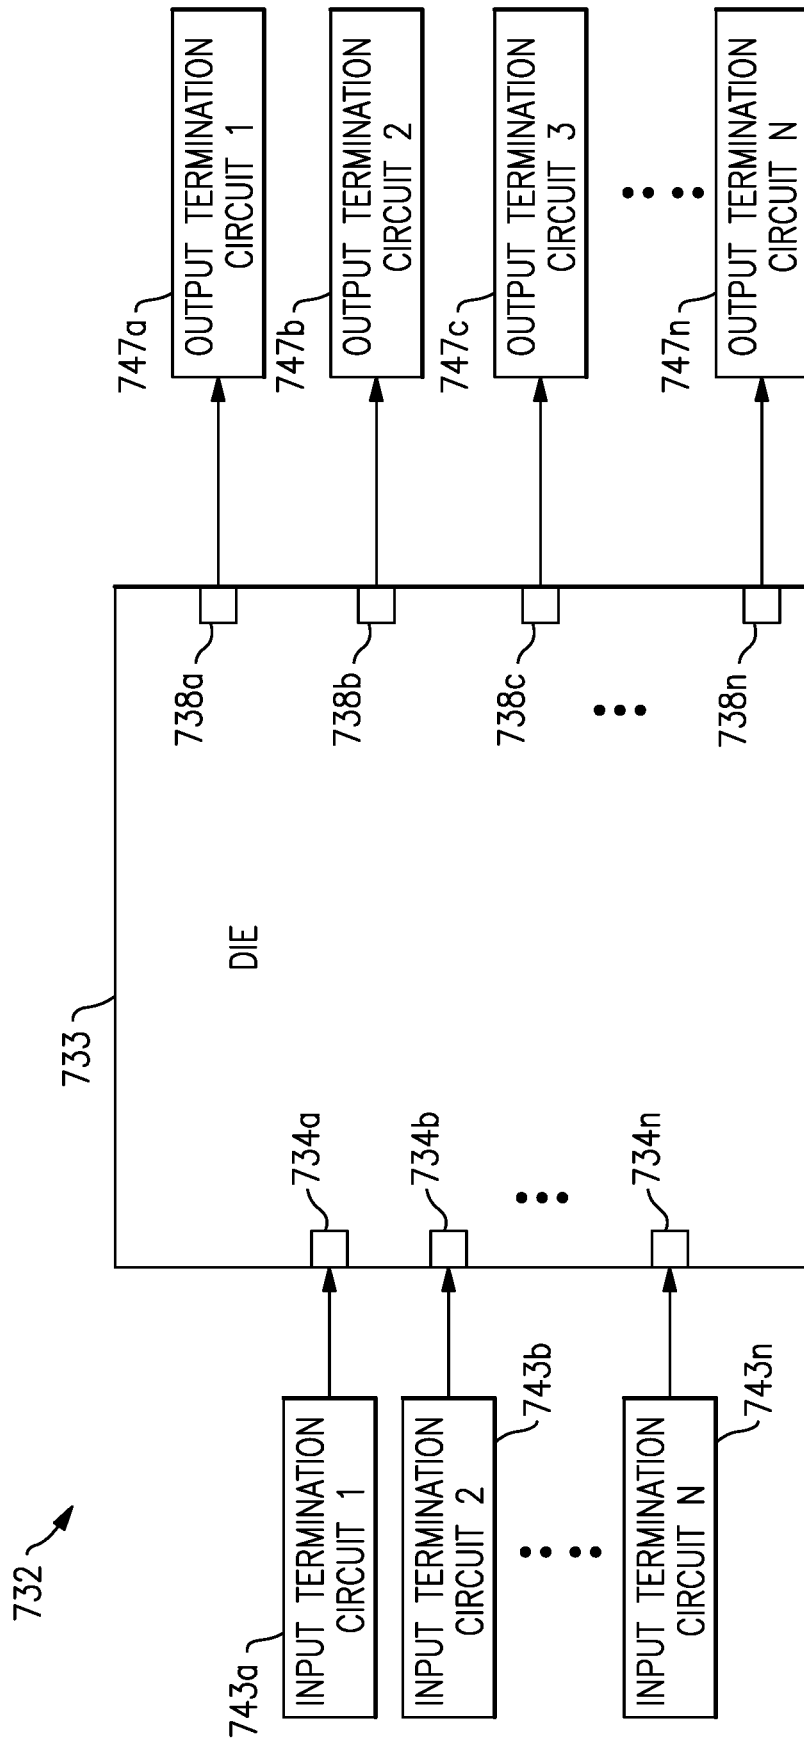 732
743a
INPUT TERMINATION
CIRCUIT 1
INPUT TERMINATION
CIRCUIT 2
743b
INPUT TERMINATION
CIRCUIT N
743n
733
DIE
734a
734b
734n
738a
738b
738c
738n
747a
OUTPUT TERMINATION
CIRCUIT 1
747b
OUTPUT TERMINATION
CIRCUIT 2
747c
OUTPUT TERMINATION
CIRCUIT 3
747n
OUTPUT TERMINATION
CIRCUIT N